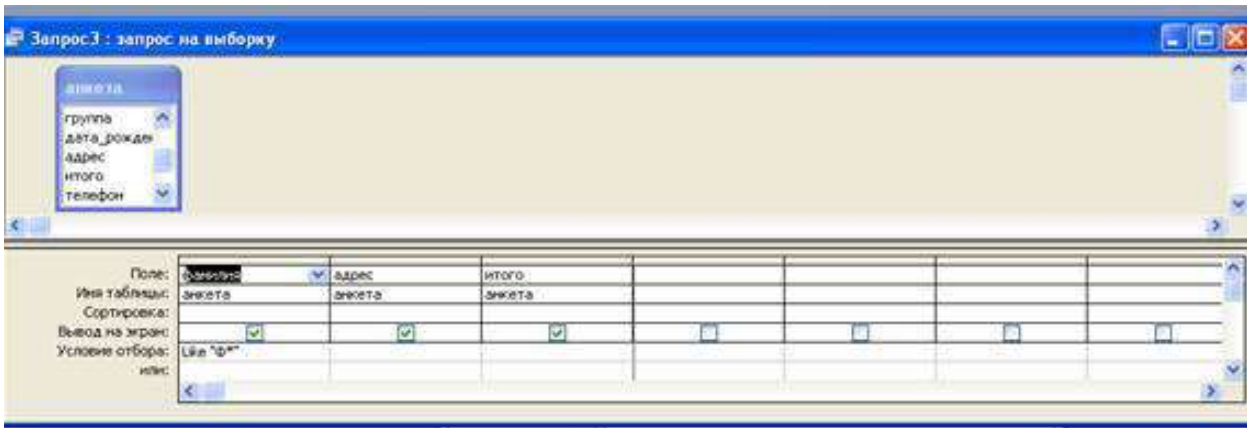 Запрос3 : запрос на выборку
анкета
группа
дата_рожден
адрес
итого
телефон
Поле: фамилия адрес итого
Имя таблицы: анкета анкета анкета
Сортировка:
Вывод на экран:
Условие отбора: Like "Ф*"
или: